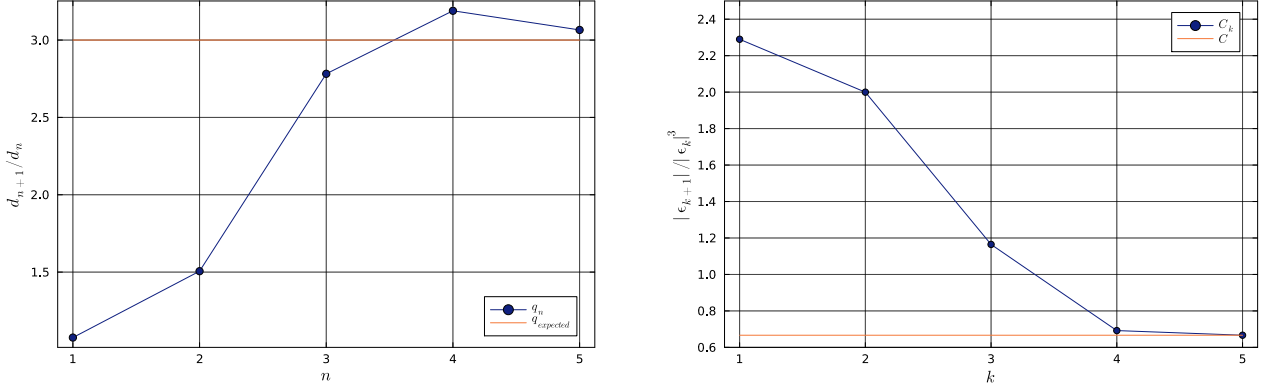 3.0
2.5
2.0
1.5
d_{n+1}/d_n
1 2 3 4 5
n
q_n
q_{expected}
2.4
2.2
2.0
1.8
1.6
1.4
1.2
1.0
0.8
0.6
|ϵ_{k+1}|/|ϵ_k|^3
1 2 3 4 5
k
C_k
C